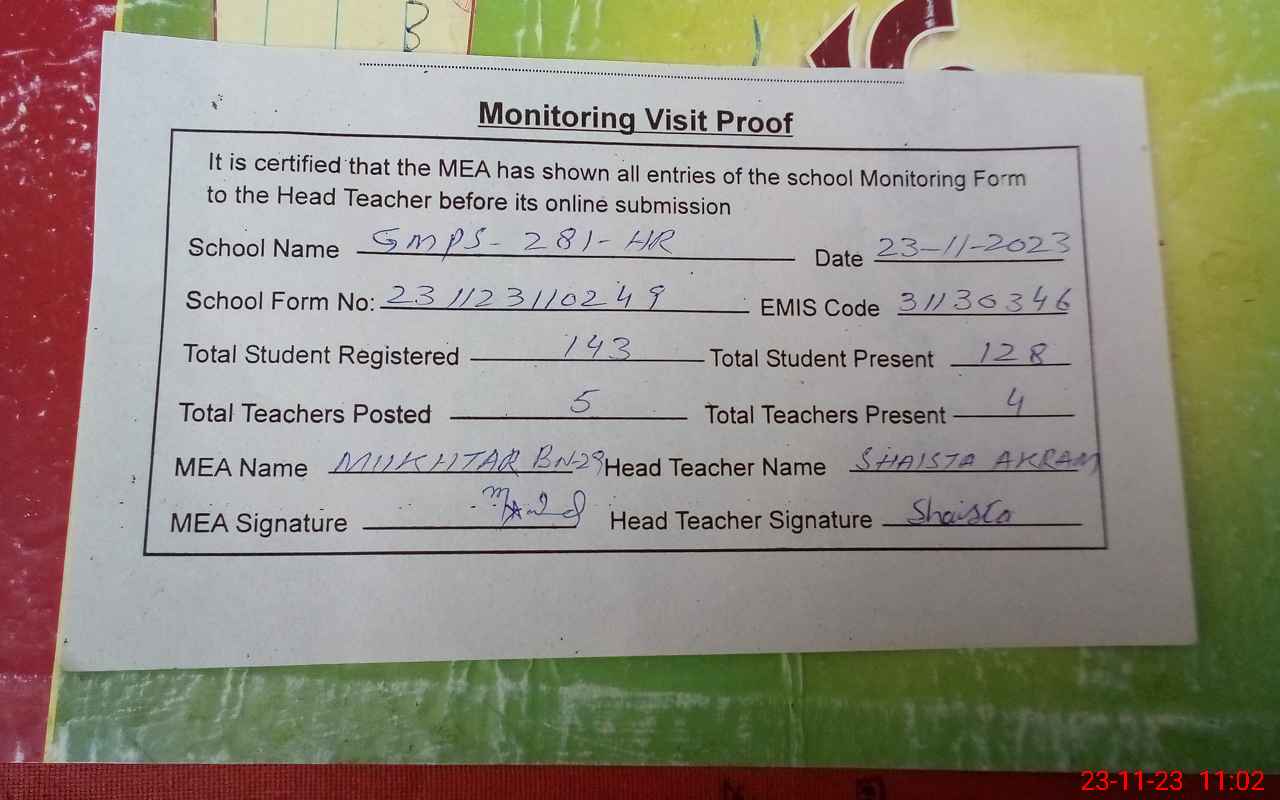 B
Monitoring Visit Proof
It is certified that the MEA has shown all entries of the school Monitoring Form
to the Head Teacher before its online submission
School Name GMPS-281-HR Date 23-11-2023
School Form No: 231123110249 EMIS Code 31130346
Total Student Registered 143 Total Student Present 128
Total Teachers Posted 5 Total Teachers Present 4
MEA Name MUKHTAR BN-29 Head Teacher Name SHAISTA AKRAM
MEA Signature Head Teacher Signature Shaista
23-11-23 11:02